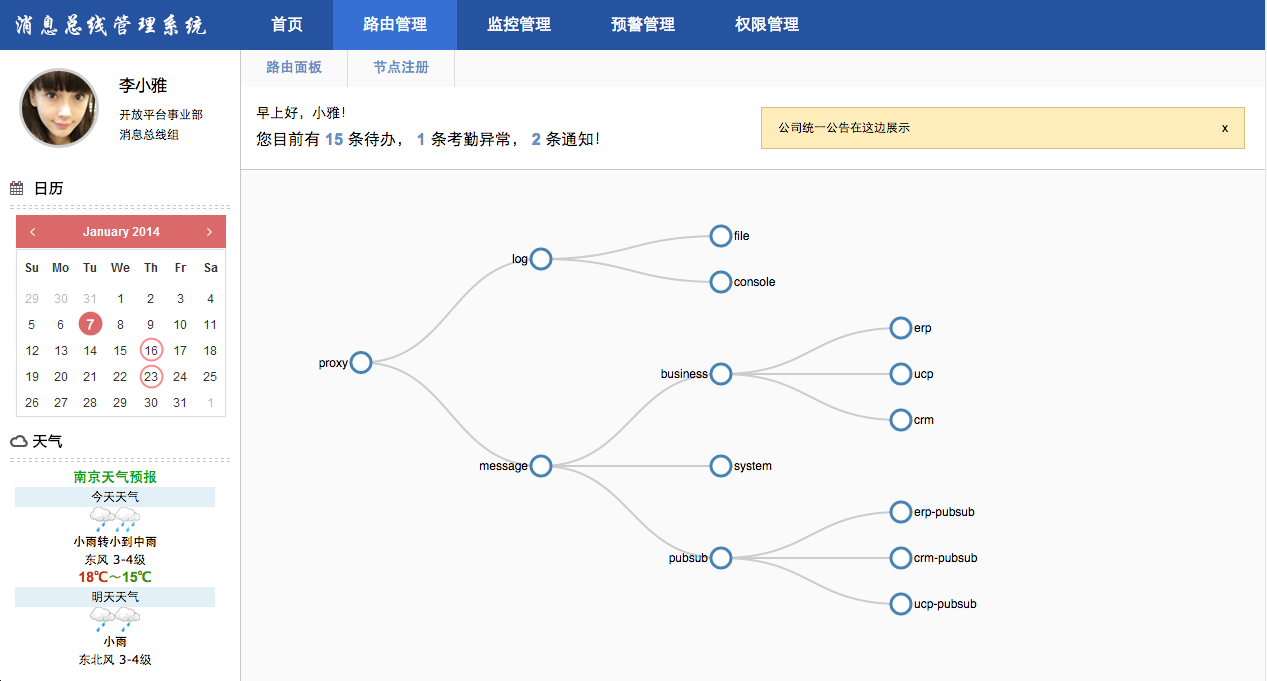 消息总线管理系统
首页 路由管理 监控管理 预警管理 权限管理
路由面板 节点注册
李小雅
开放平台事业部
消息总线组
早上好，小雅！
您目前有 15 条待办， 1 条考勤异常， 2 条通知！
公司统一公告在这边展示 x
日历
‹ January 2014 ›
Su Mo Tu We Th Fr Sa
29 30 31 1 2 3 4
5 6 7 8 9 10 11
12 13 14 15 16 17 18
19 20 21 22 23 24 25
26 27 28 29 30 31 1
天气
南京天气预报
今天天气
小雨转小到中雨
东风 3-4级
18℃～15℃
明天天气
小雨
东北风 3-4级
proxy
log
file
console
message
business
erp
ucp
crm
system
pubsub
erp-pubsub
crm-pubsub
ucp-pubsub